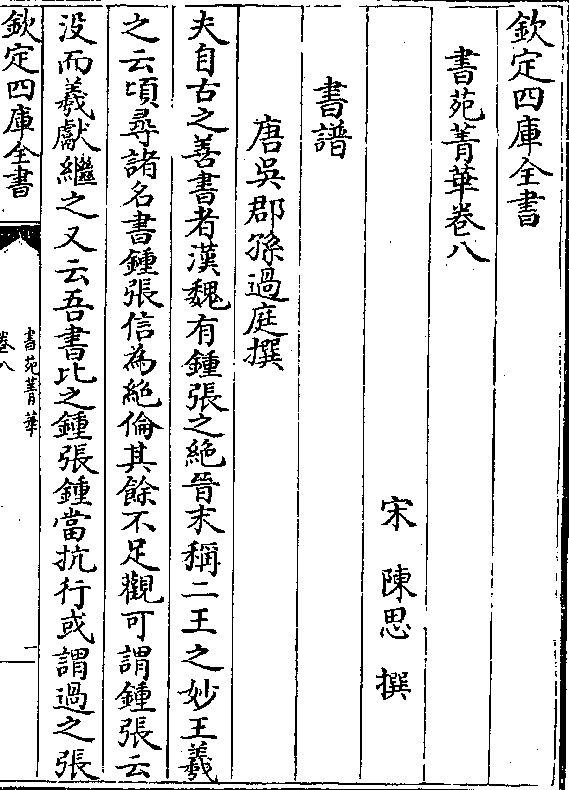 欽定四庫全書
書苑菁華卷八
宋 陳思 撰
書譜
唐吳郡孫過庭撰
夫自古之善書者漢魏有鍾張之絶晉末稱二王之妙王羲
之云頃尋諸名書鍾張信為絶倫其餘不足觀可謂鍾張云
没而羲獻繼之又云吾書比之鍾張鍾當抗行或謂過之張
欽定四庫全書
書苑菁華
卷八
一